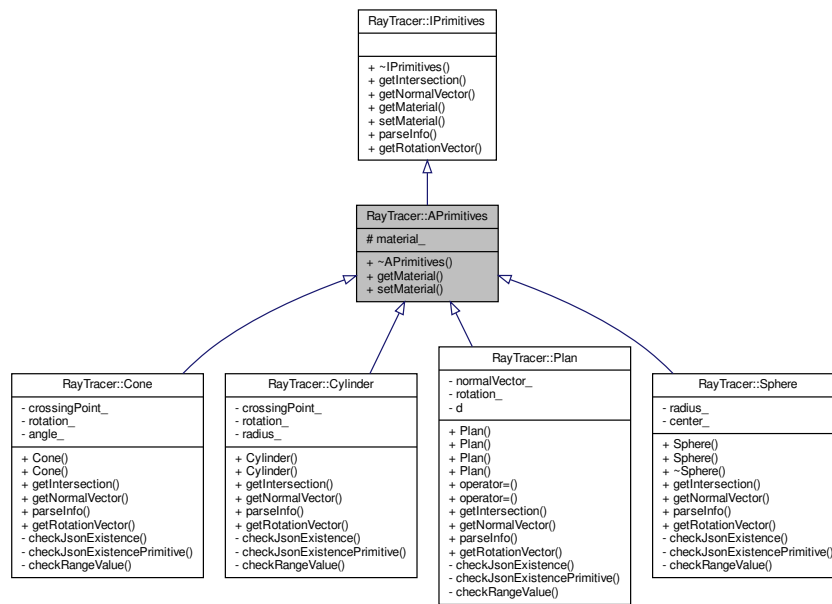 RayTracer::IPrimitives
+ ~IPrimitives()
+ getIntersection()
+ getNormalVector()
+ getMaterial()
+ setMaterial()
+ parseInfo()
+ getRotationVector()
RayTracer::APrimitives
# material_
+ ~APrimitives()
+ getMaterial()
+ setMaterial()
RayTracer::Cone
- crossingPoint_
- rotation_
- angle_
+ Cone()
+ Cone()
+ getIntersection()
+ getNormalVector()
+ parseInfo()
+ getRotationVector()
- checkJsonExistence()
- checkJsonExistencePrimitive()
- checkRangeValue()
RayTracer::Cylinder
- crossingPoint_
- rotation_
- radius_
+ Cylinder()
+ Cylinder()
+ getIntersection()
+ getNormalVector()
+ parseInfo()
+ getRotationVector()
- checkJsonExistence()
- checkJsonExistencePrimitive()
- checkRangeValue()
RayTracer::Plan
- normalVector_
- rotation_
- d
+ Plan()
+ Plan()
+ Plan()
+ Plan()
+ operator=()
+ operator=()
+ getIntersection()
+ getNormalVector()
+ parseInfo()
+ getRotationVector()
- checkJsonExistence()
- checkJsonExistencePrimitive()
- checkRangeValue()
RayTracer::Sphere
- radius_
- center_
+ Sphere()
+ Sphere()
+ ~Sphere()
+ getIntersection()
+ getNormalVector()
+ parseInfo()
+ getRotationVector()
- checkJsonExistence()
- checkJsonExistencePrimitive()
- checkRangeValue()